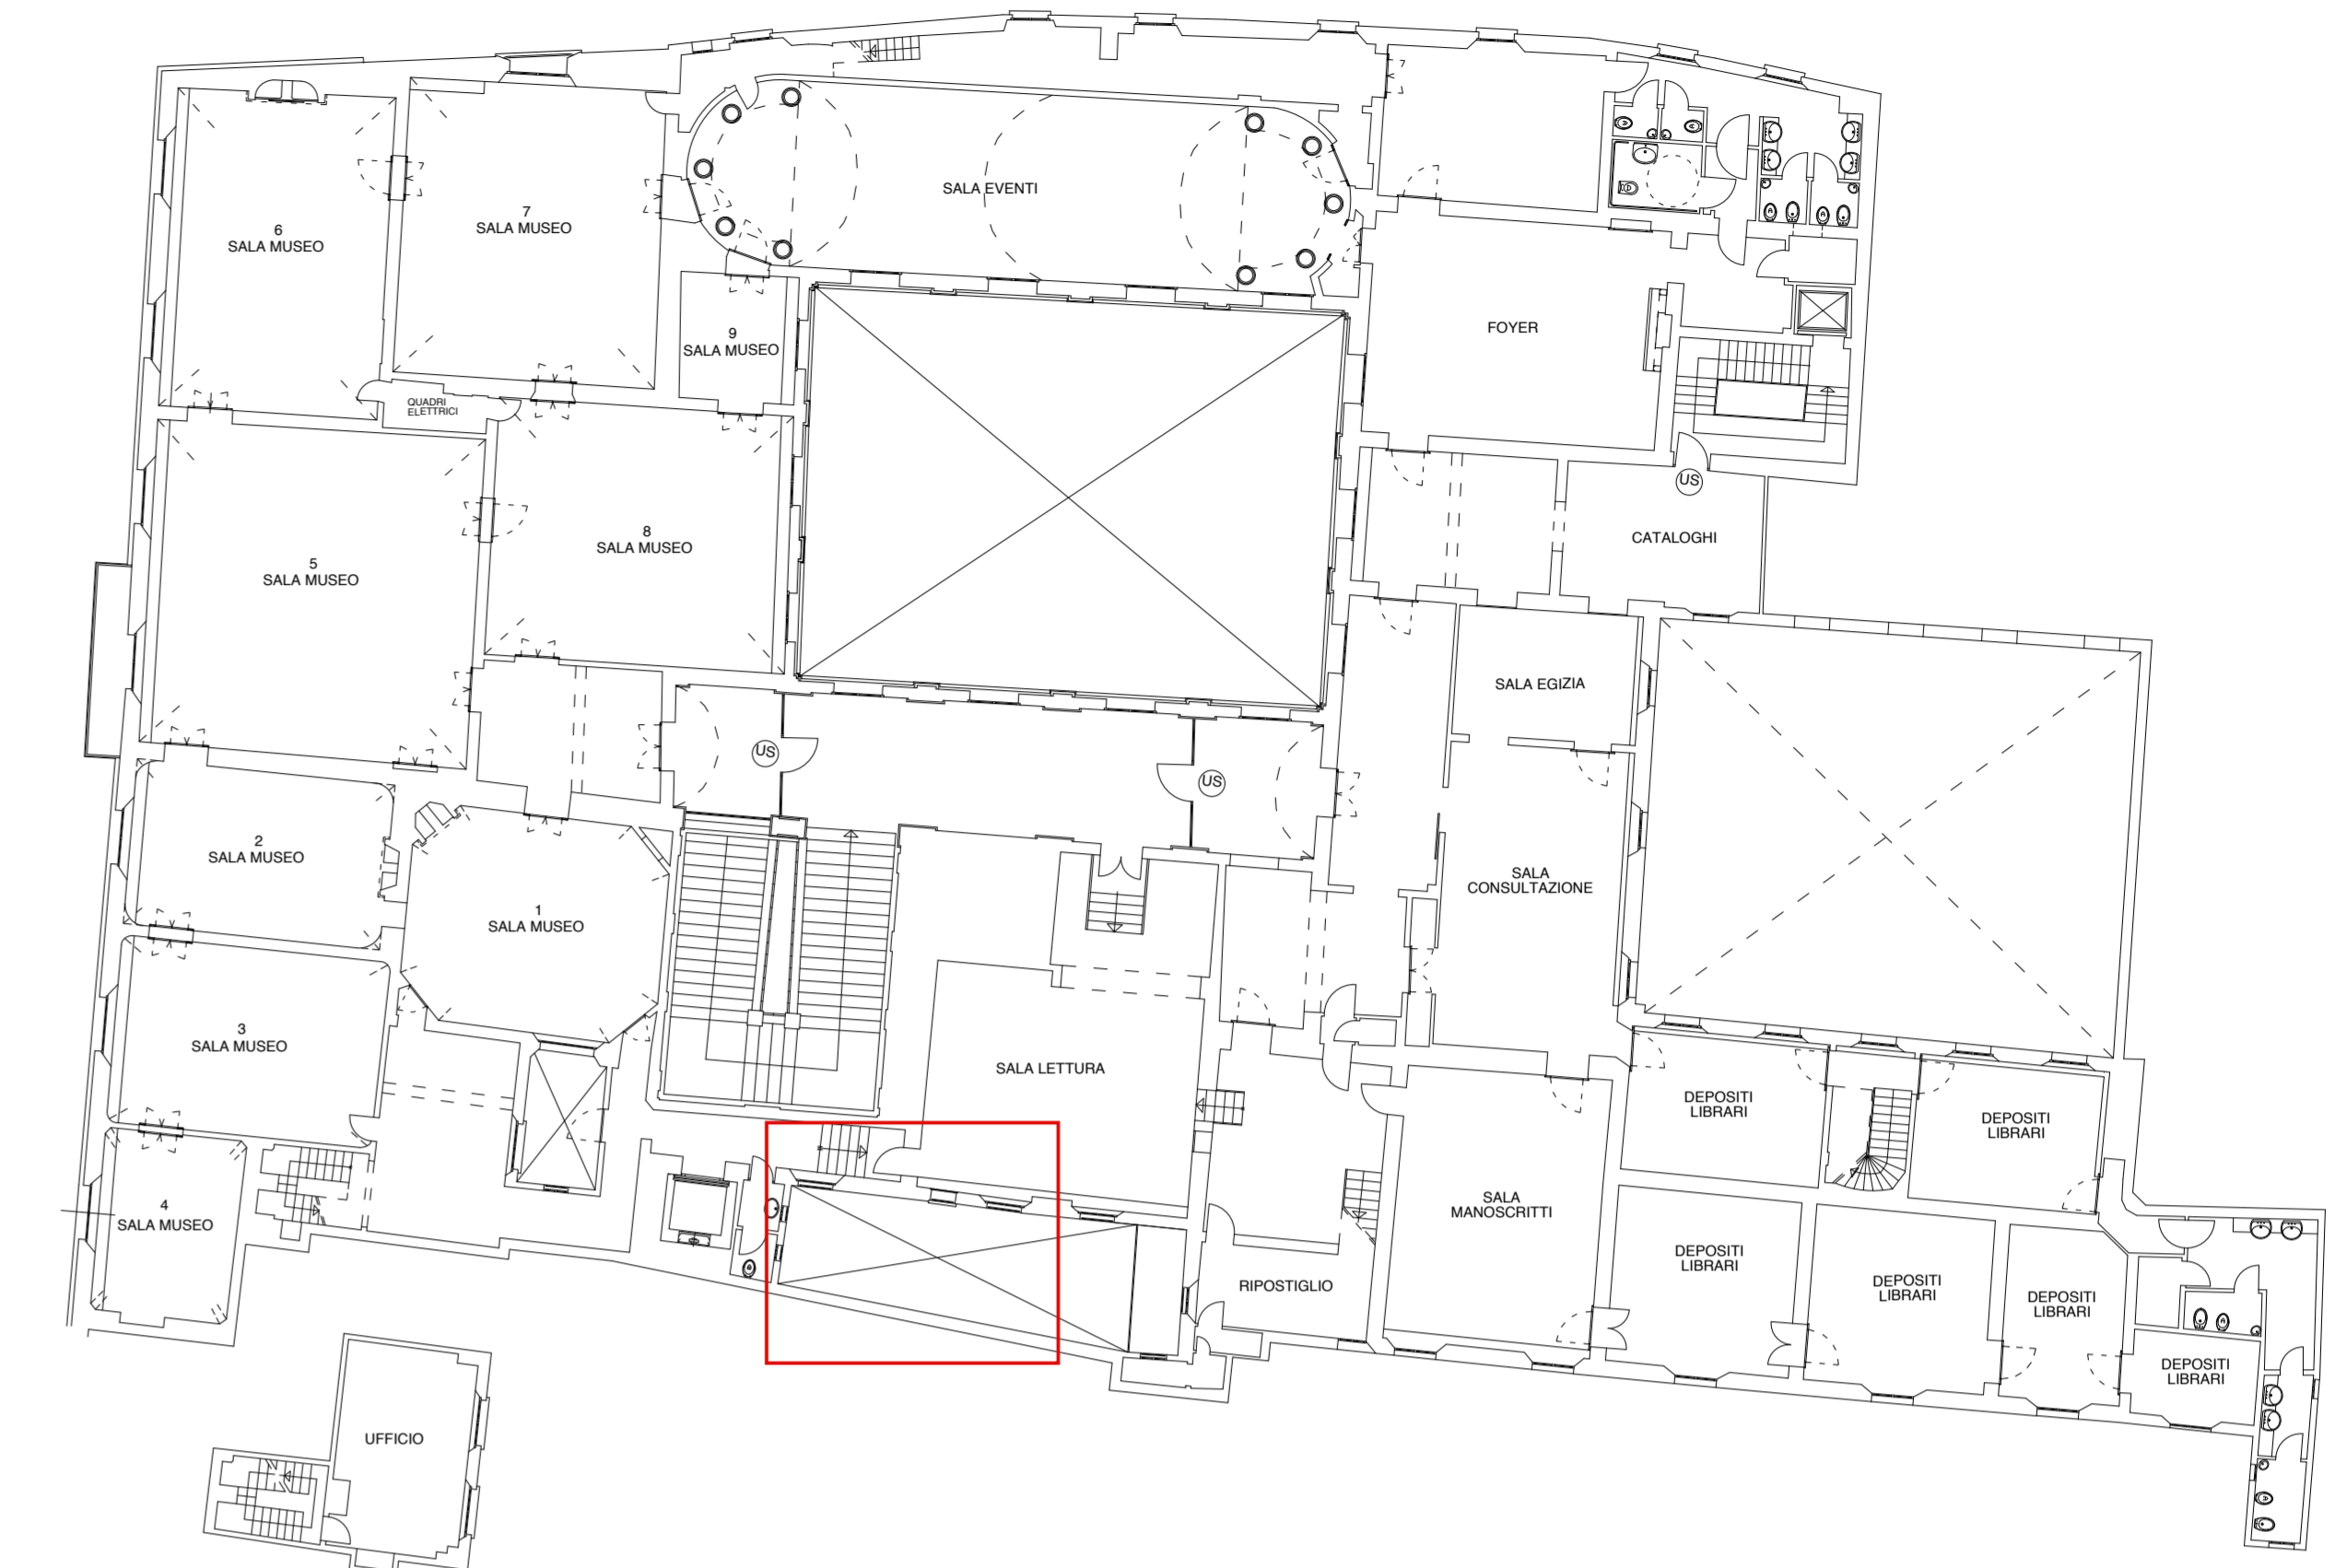 SALA EVENTI
7
SALA MUSEO
6
SALA MUSEO
9
SALA MUSEO
FOYER
QUADRI
ELETTRICI
US
8
SALA MUSEO
CATALOGHI
5
SALA MUSEO
SALA EGIZIA
US
US
2
SALA MUSEO
SALA
CONSULTAZIONE
1
SALA MUSEO
3
SALA MUSEO
SALA LETTURA
DEPOSITI
LIBRARI
DEPOSITI
LIBRARI
4
SALA MUSEO
SALA
MANOSCRITTI
DEPOSITI
LIBRARI
RIPOSTIGLIO
DEPOSITI
LIBRARI
DEPOSITI
LIBRARI
DEPOSITI
LIBRARI
UFFICIO